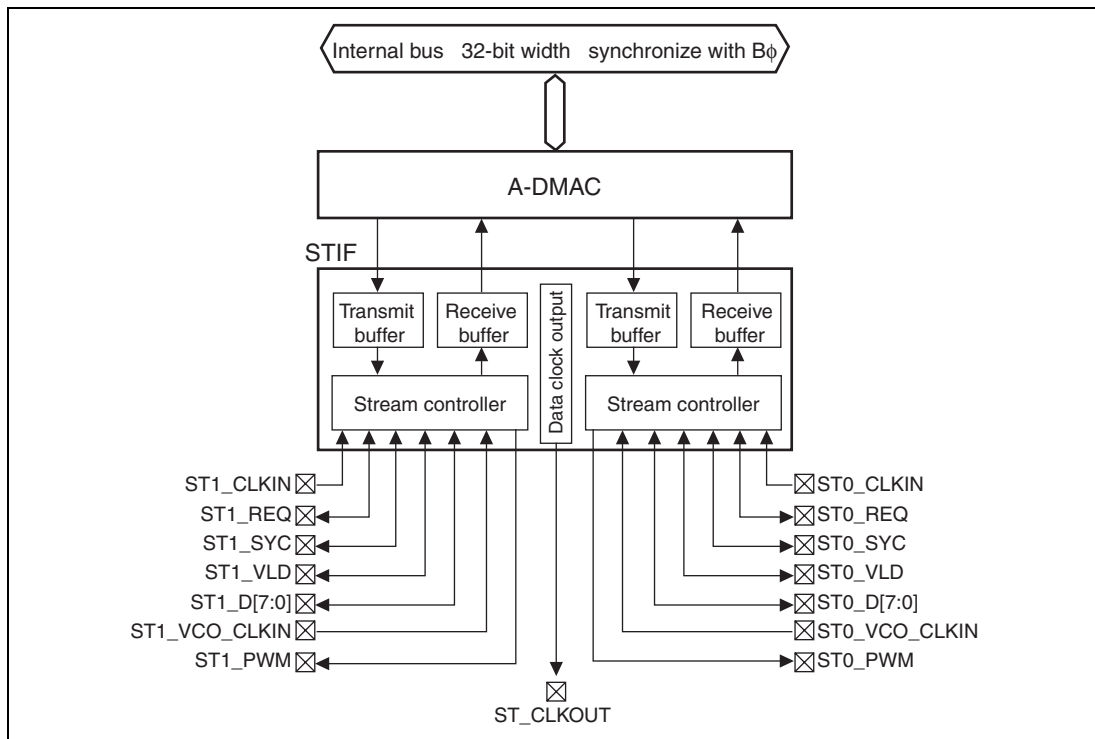 Internal bus 32-bit width synchronize with Bϕ
A-DMAC
STIF
Transmit
buffer
Receive
buffer
Data clock output
Transmit
buffer
Receive
buffer
Stream controller
Stream controller
ST1_CLKIN
ST1_REQ
ST1_SYC
ST1_VLD
ST1_D[7:0]
ST1_VCO_CLKIN
ST1_PWM
ST0_CLKIN
ST0_REQ
ST0_SYC
ST0_VLD
ST0_D[7:0]
ST0_VCO_CLKIN
ST0_PWM
ST_CLKOUT